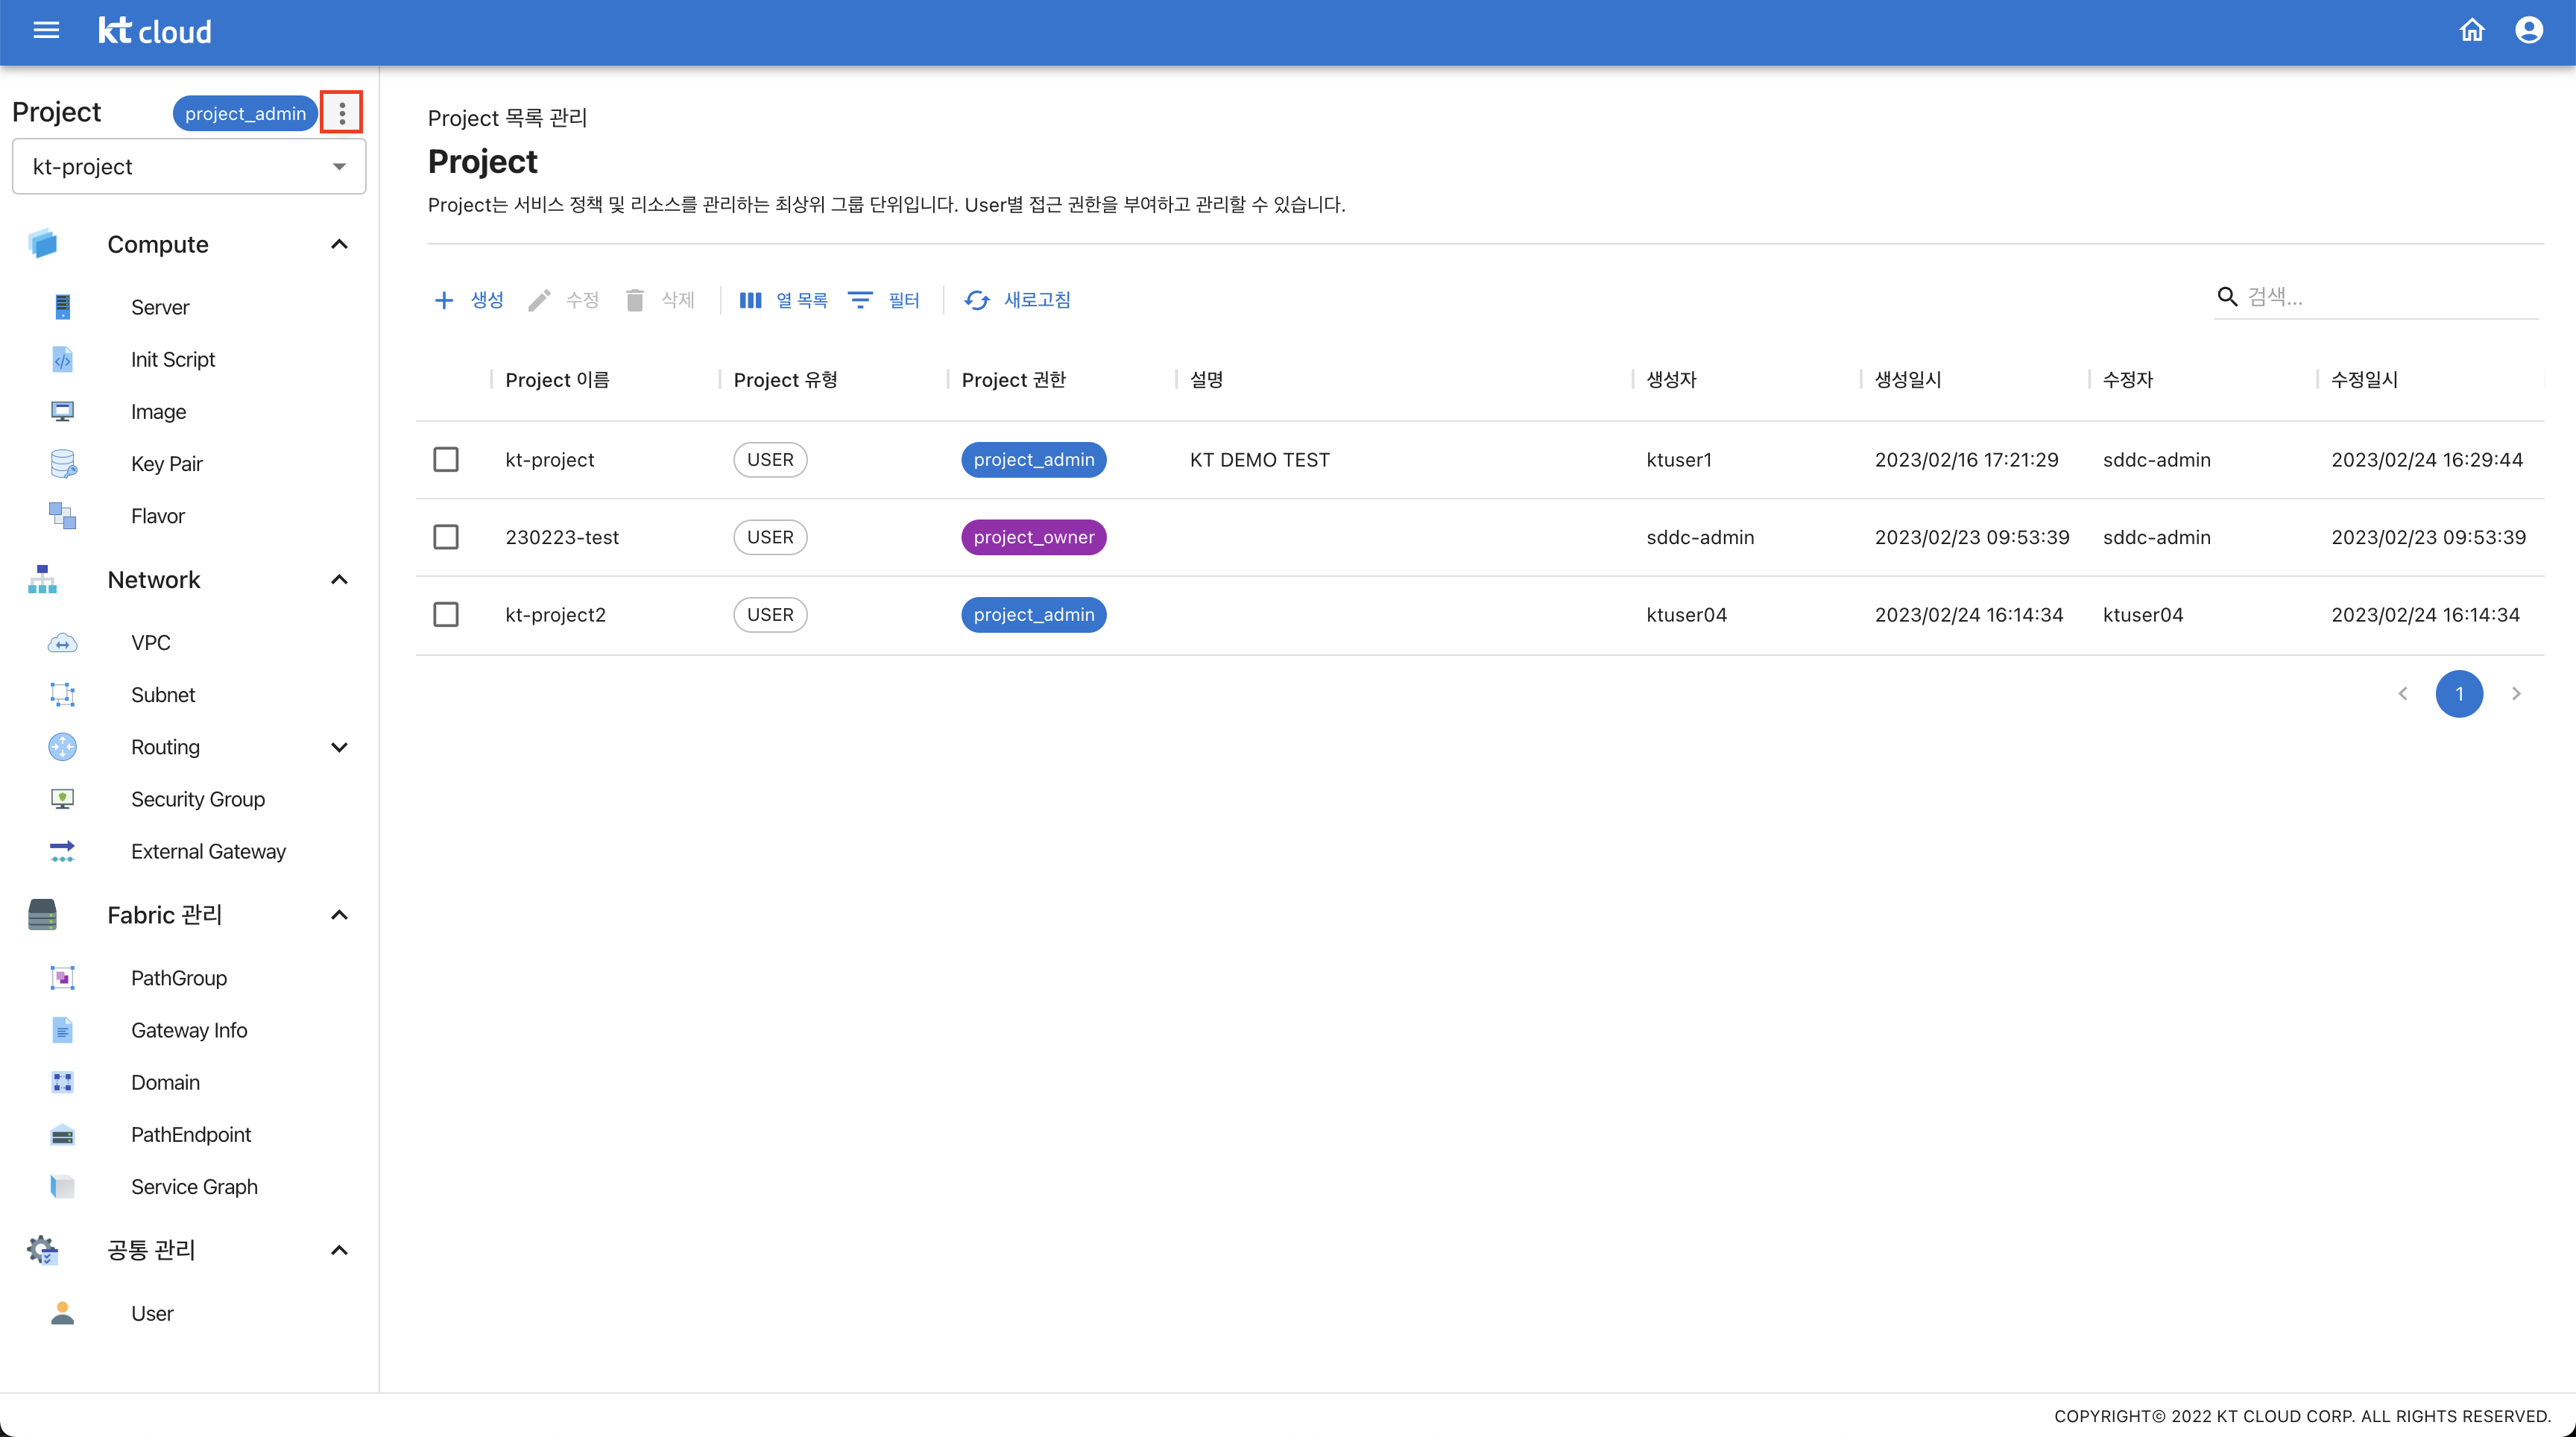 kt cloud
Project project_admin
kt-project
Compute
Server
Init Script
Image
Key Pair
Flavor
Network
VPC
Subnet
Routing
Security Group
External Gateway
Fabric 관리
PathGroup
Gateway Info
Domain
PathEndpoint
Service Graph
공통 관리
User
Project 목록 관리
Project
Project는 서비스 정책 및 리소스를 관리하는 최상위 그룹 단위입니다. User별 접근 권한을 부여하고 관리할 수 있습니다.
생성 수정 삭제 열 목록 필터 새로고침 검색...
Project 이름 Project 유형 Project 권한 설명 생성자 생성일시 수정자 수정일시
kt-project USER project_admin KT DEMO TEST ktuser1 2023/02/16 17:21:29 sddc-admin 2023/02/24 16:29:44
230223-test USER project_owner sddc-admin 2023/02/23 09:53:39 sddc-admin 2023/02/23 09:53:39
kt-project2 USER project_admin ktuser04 2023/02/24 16:14:34 ktuser04 2023/02/24 16:14:34
1
COPYRIGHT© 2022 KT CLOUD CORP. ALL RIGHTS RESERVED.